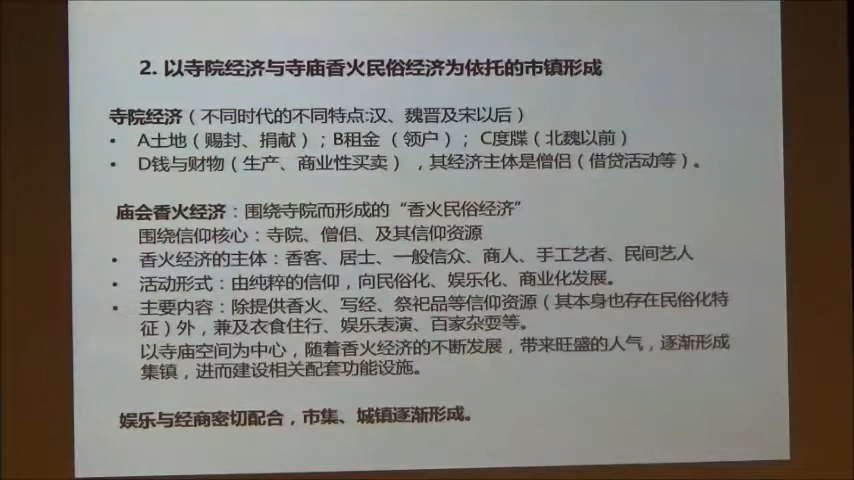 2. 以寺院经济与寺庙香火民俗经济为依托的市镇形成
寺院经济（不同时代的不同特点:汉、魏晋及宋以后）
• A土地（赐封、捐献）；B租金 （领户）； C度牒（北魏以前）
• D钱与财物（生产、商业性买卖） ，其经济主体是僧侣（借贷活动等）。
庙会香火经济：围绕寺院而形成的“香火民俗经济”
围绕信仰核心：寺院、僧侣、及其信仰资源
• 香火经济的主体：香客、居士、一般信众、商人、手工艺者、民间艺人
• 活动形式：由纯粹的信仰，向民俗化、娱乐化、商业化发展。
• 主要内容：除提供香火、写经、祭祀品等信仰资源（其本身也存在民俗化特
征）外，兼及衣食住行、娱乐表演、百家杂耍等。
以寺庙空间为中心，随着香火经济的不断发展，带来旺盛的人气，逐渐形成
集镇，进而建设相关配套功能设施。
娱乐与经商密切配合，市集、城镇逐渐形成。